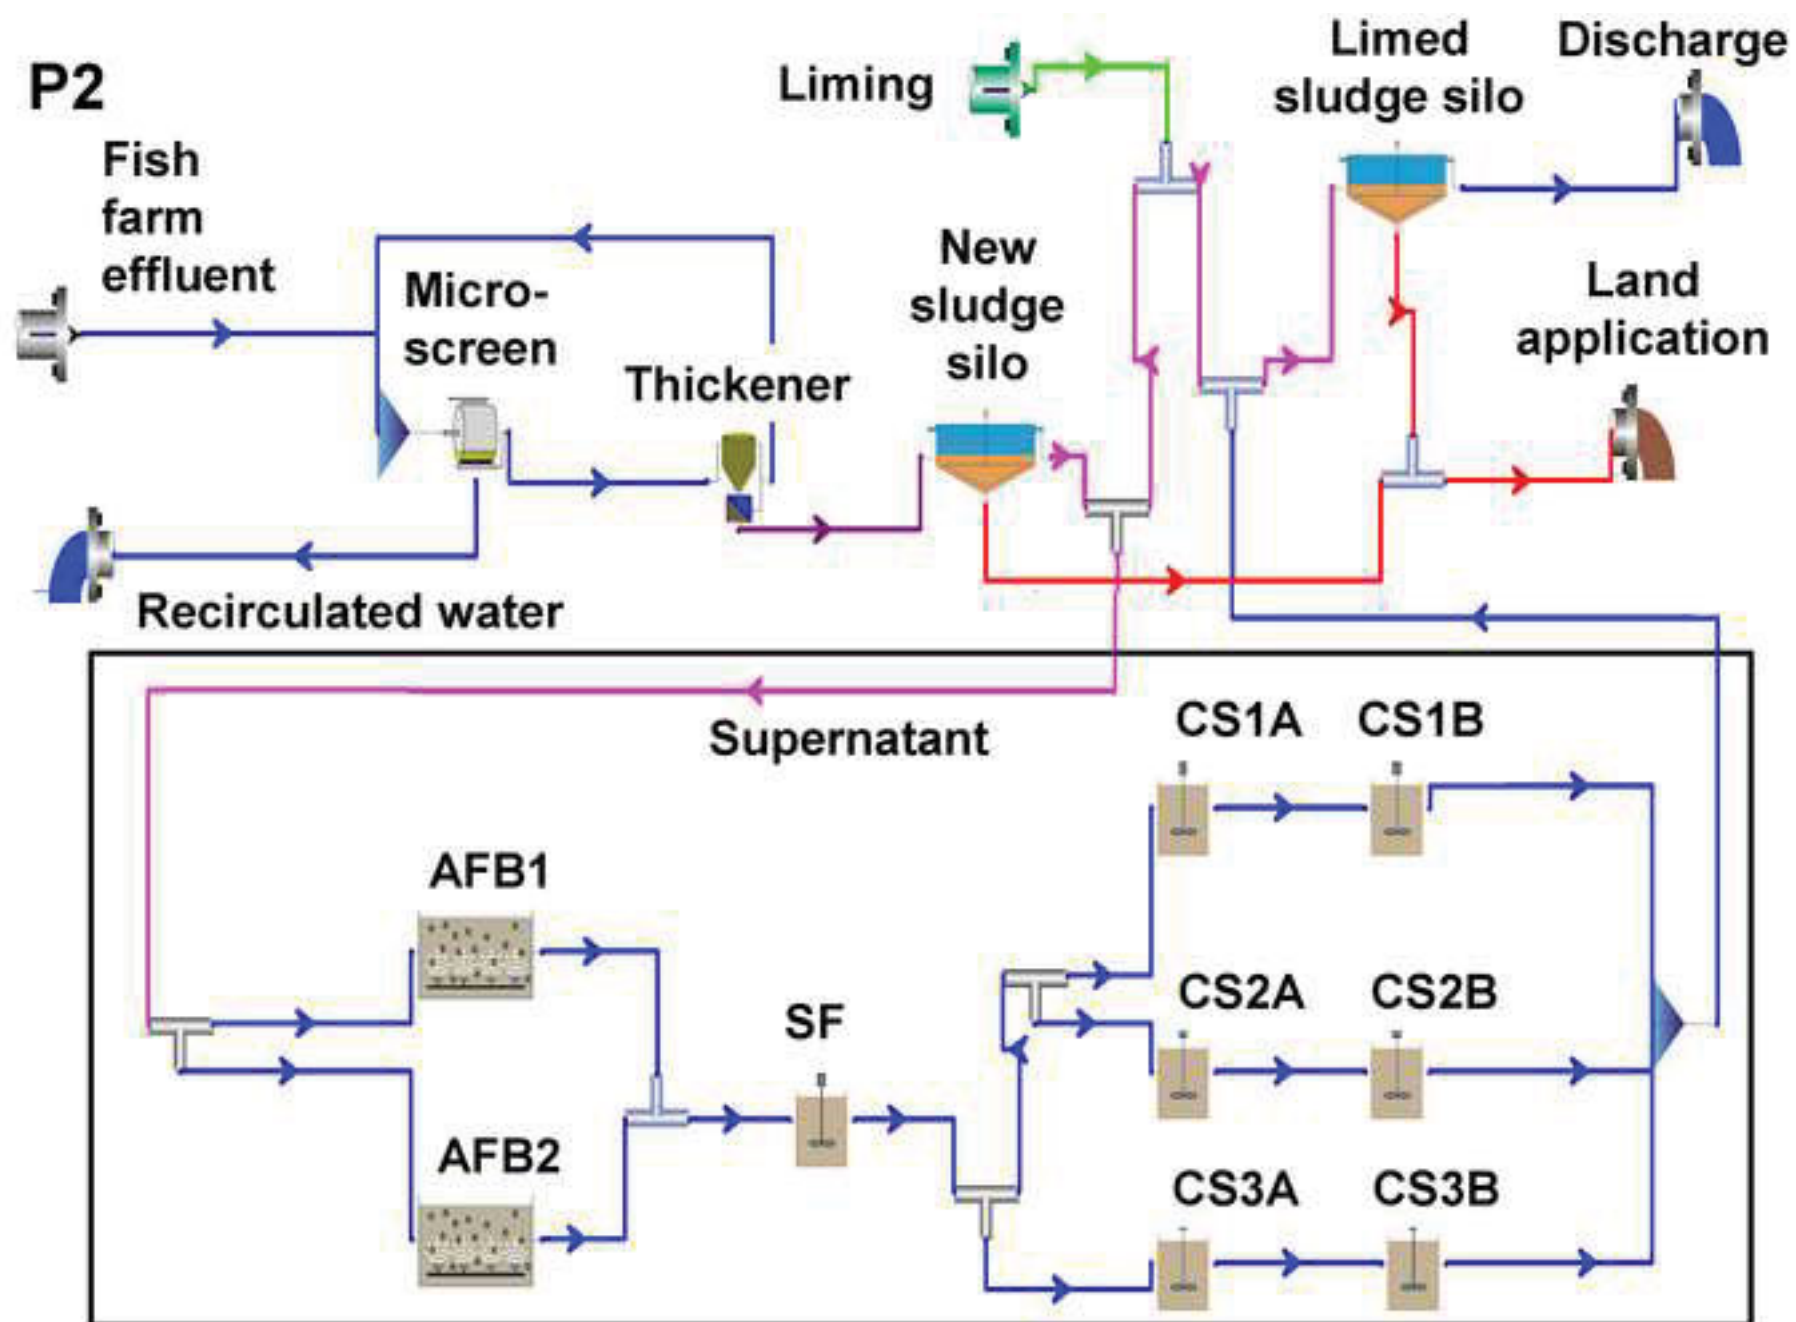 P2
Fish
farm
effluent
Micro-
screen
Thickener
Recirculated water
New
sludge
silo
Liming
Limed
sludge silo
Discharge
Land
application
Supernatant
AFB1
AFB2
SF
CS1A
CS1B
CS2A
CS2B
CS3A
CS3B